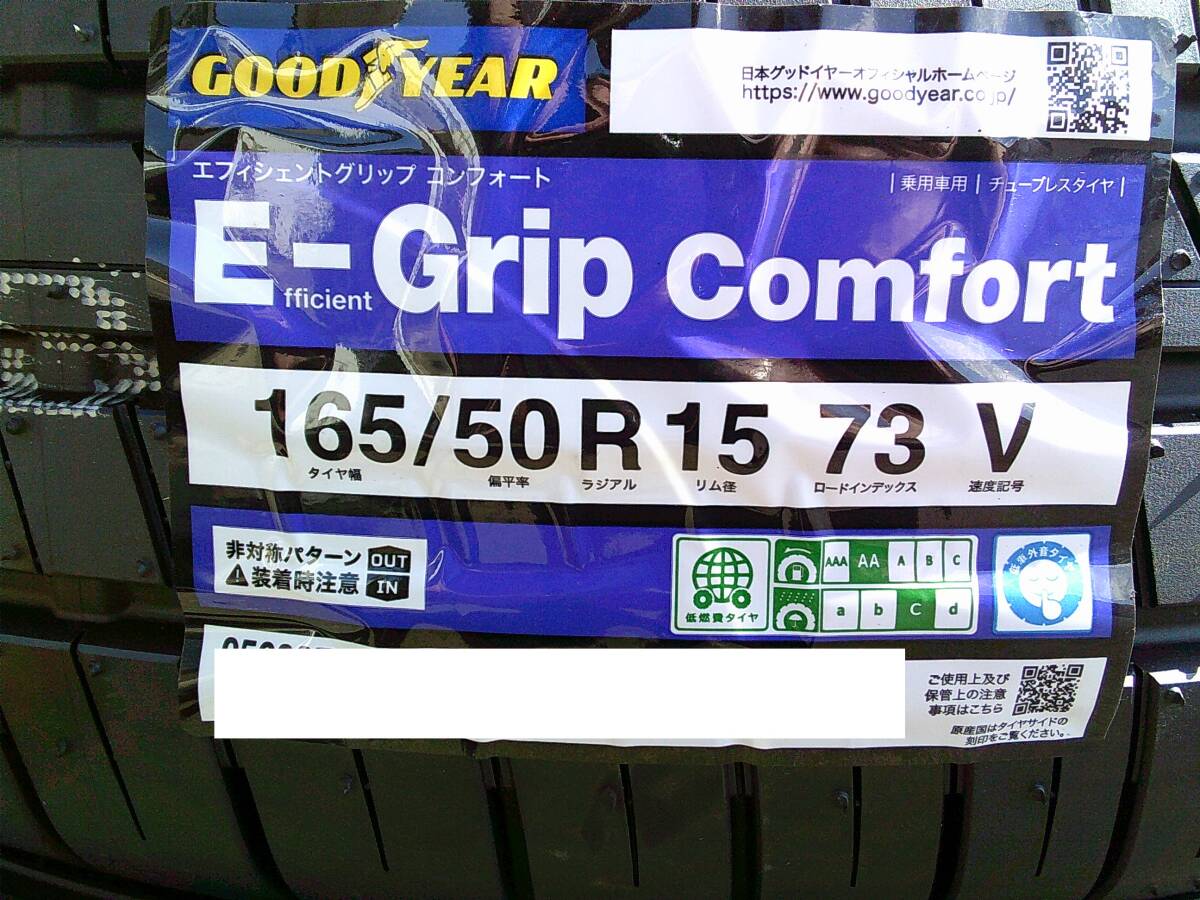 GOODYEAR
日本グッドイヤーオフィシャルホームページ
https://www.goodyear.co.jp/
エフィシェントグリップ コンフォート
| 乗用車用 | チューブレスタイヤ |
E-fficient Grip Comfort
165/50 R 15 73 V
タイヤ幅 偏平率 ラジアル リム径 ロードインデックス 速度記号
非対称パターン
⚠装着時注意
OUT
IN
低燃費タイヤ
AAA AA A B C
a b c d
低車外音タイヤ
ご使用上及び
保管上の注意
事項はこちら
原産国はタイヤサイドの
刻印をご覧ください。